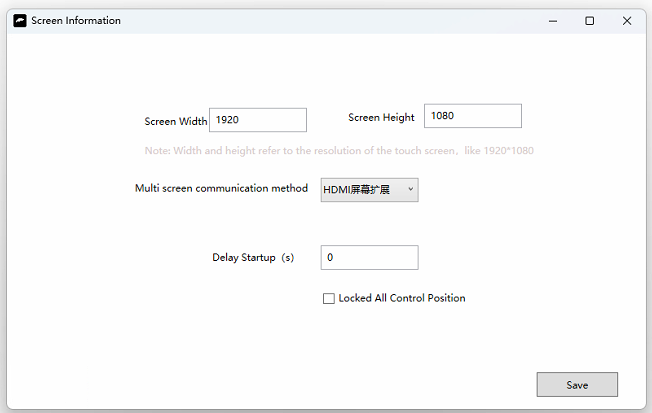 Screen Information
Screen Width 1920
Screen Height 1080
Note: Width and height refer to the resolution of the touch screen，like 1920*1080
Multi screen communication method HDMI屏幕扩展
Delay Startup（s） 0
Locked All Control Position
Save